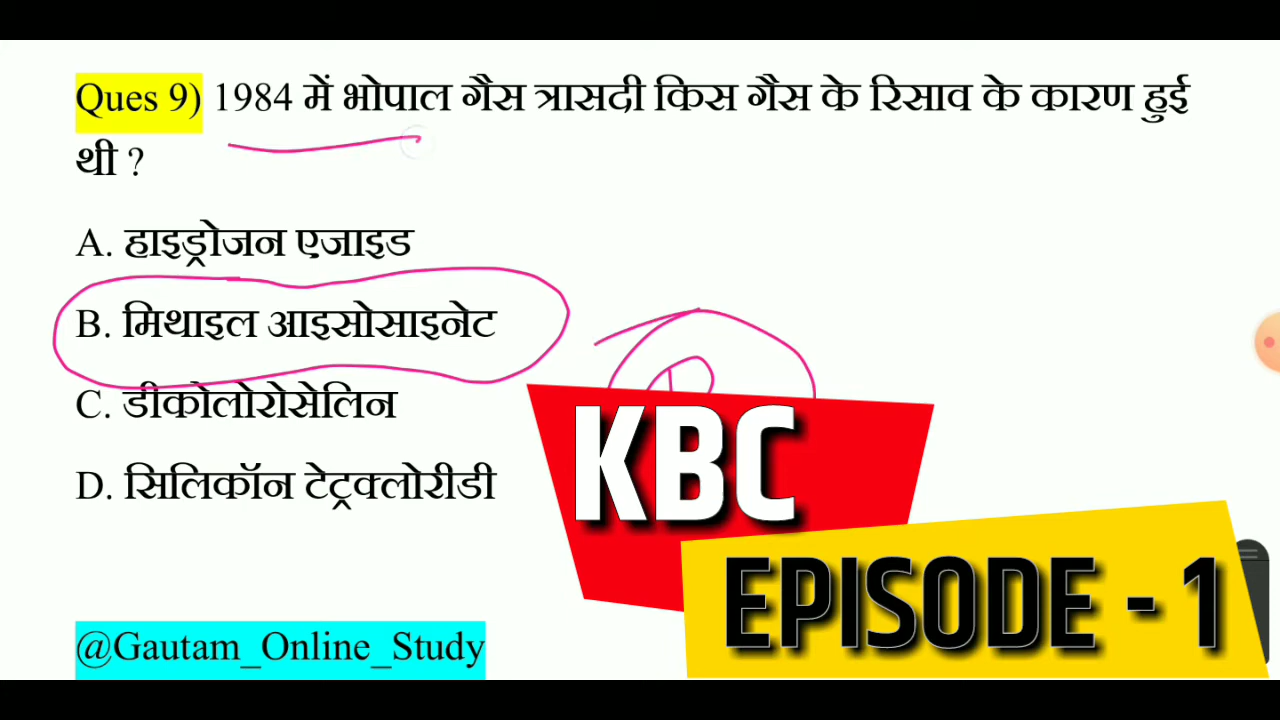 Ques 9) 1984 में भोपाल गैस त्रासदी किस गैस के रिसाव के कारण हुई
थी ?
A. हाइड्रोजन एजाइड
B. मिथाइल आइसोसाइनेट
C. डीकोलोरोसेलिन
D. सिलिकॉन टेट्रक्लोरीडी
KBC
EPISODE - 1
@Gautam_Online_Study